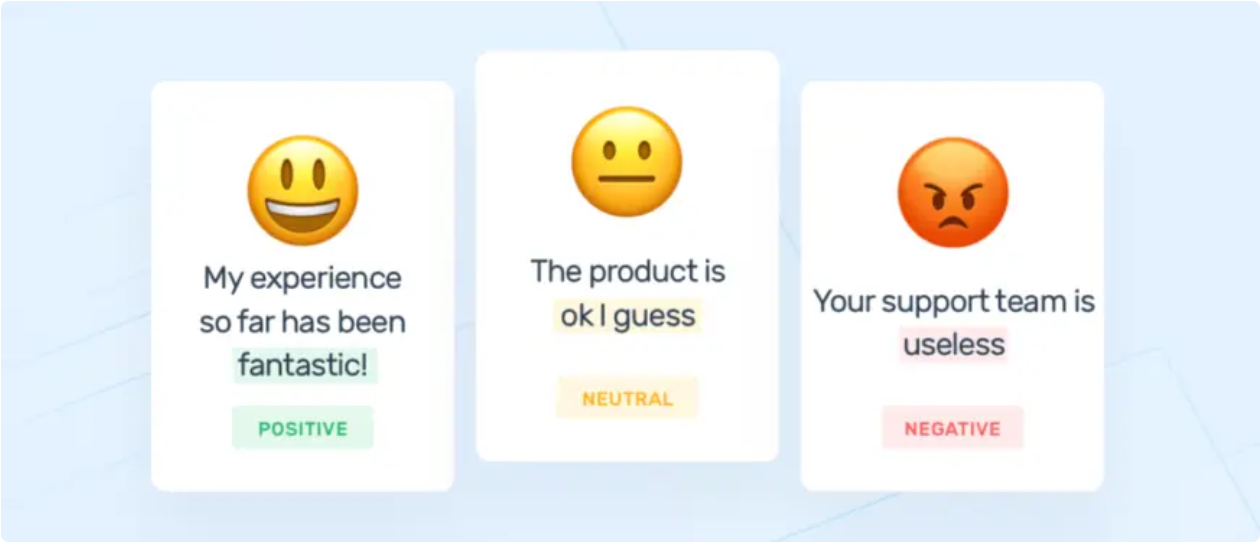 My experience
so far has been
fantastic!
POSITIVE
The product is
ok I guess
NEUTRAL
Your support team is
useless
NEGATIVE